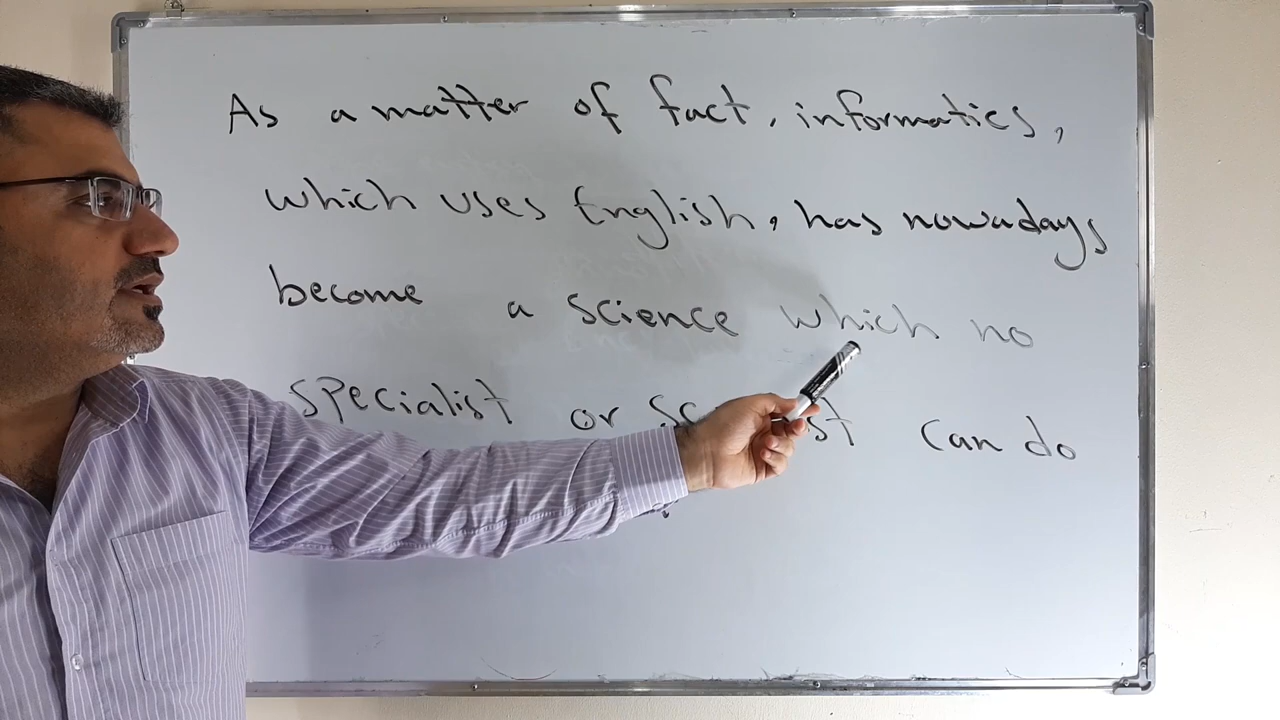 As a matter of fact, informatics,
which uses English, has nowadays
become a science which no
specialist or can do